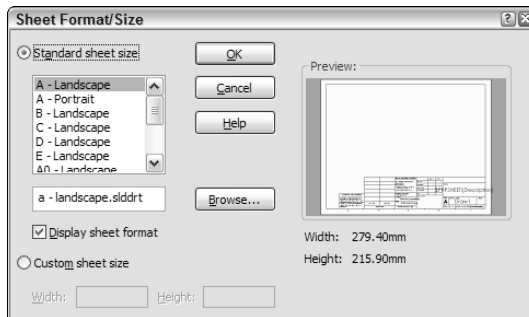 Sheet Format/Size
Standard sheet size
A - Landscape
A - Portrait
B - Landscape
C - Landscape
D - Landscape
E - Landscape
A0 - Landscape
a - landscape.slddrt
Display sheet format
Custom sheet size
Width:
Height:
OK
Cancel
Help
Browse...
Preview:
A
Draw1
Width: 279.40mm
Height: 215.90mm